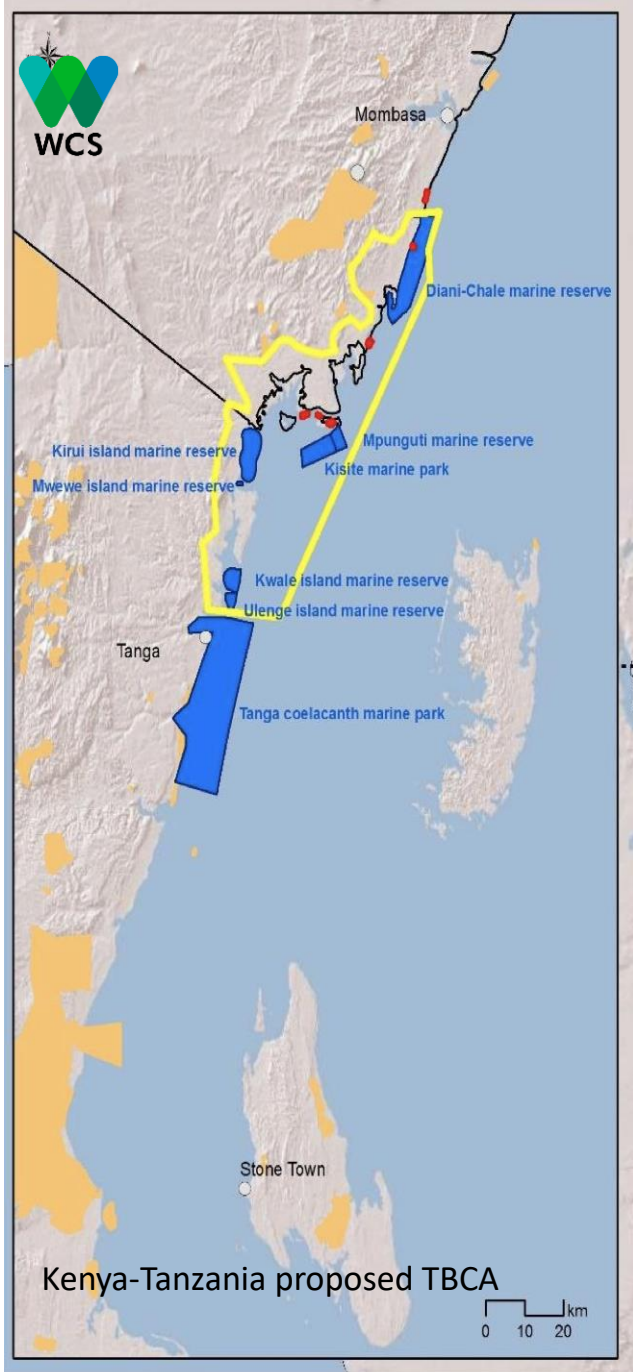 WCS
Mombasa
Diani-Chale marine reserve
Mpunguti marine reserve
Kirui island marine reserve
Kisite marine park
Mwewe island marine reserve
Kwale island marine reserve
Ulenge island marine reserve
Tanga
Tanga coelacanth marine park
Stone Town
Kenya-Tanzania proposed TBCA
km
0 10 20